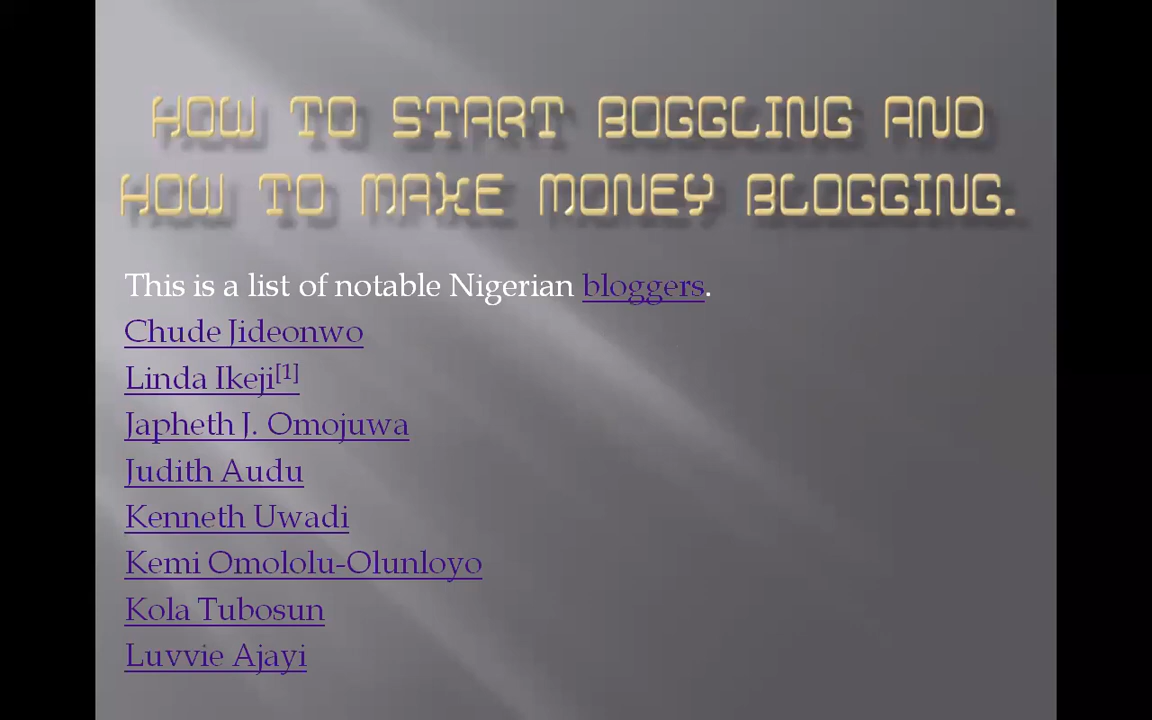 HOW TO START BOGGLING AND
HOW TO MAKE MONEY BLOGGING.
This is a list of notable Nigerian bloggers.
Chude Jideonwo
Linda Ikeji[1]
Japheth J. Omojuwa
Judith Audu
Kenneth Uwadi
Kemi Omololu-Olunloyo
Kola Tubosun
Luvvie Ajayi